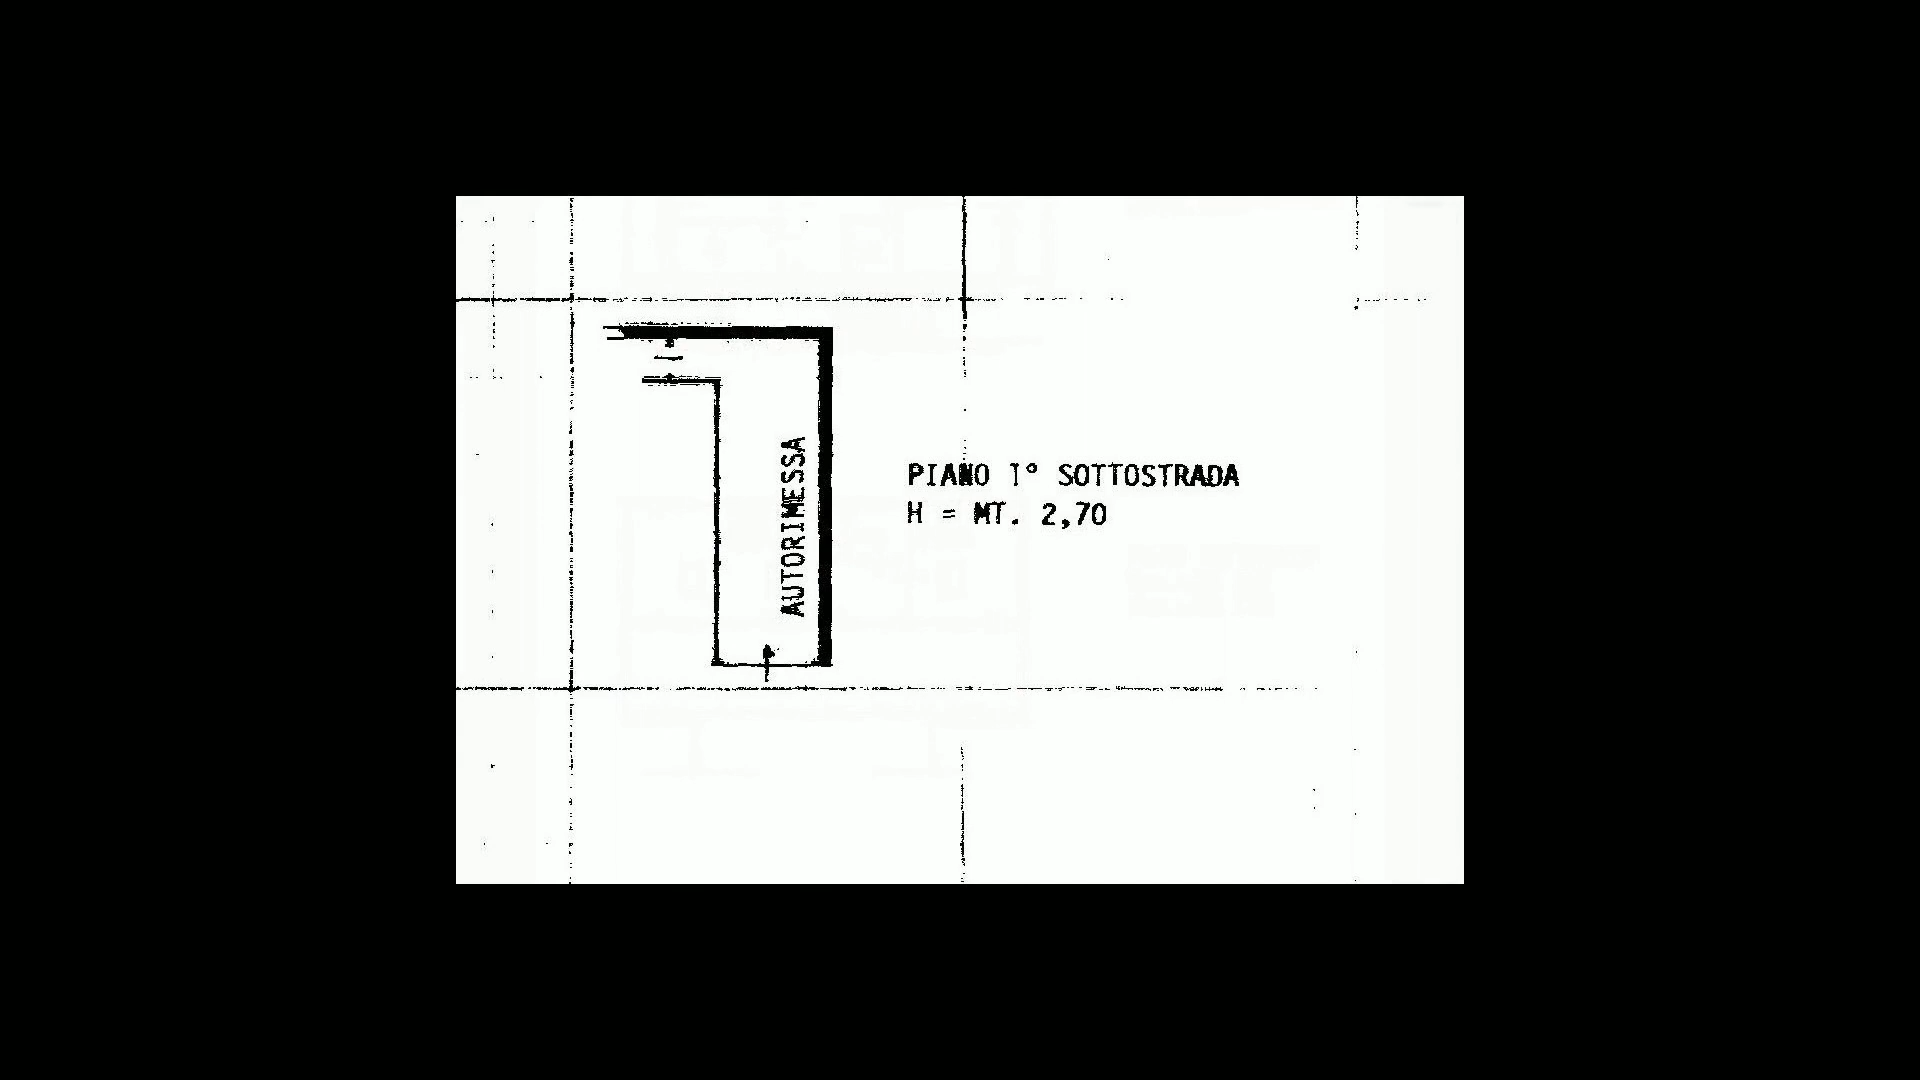 AUTORIMESSA
PIANO I° SOTTOSTRADA
H = MT. 2,70